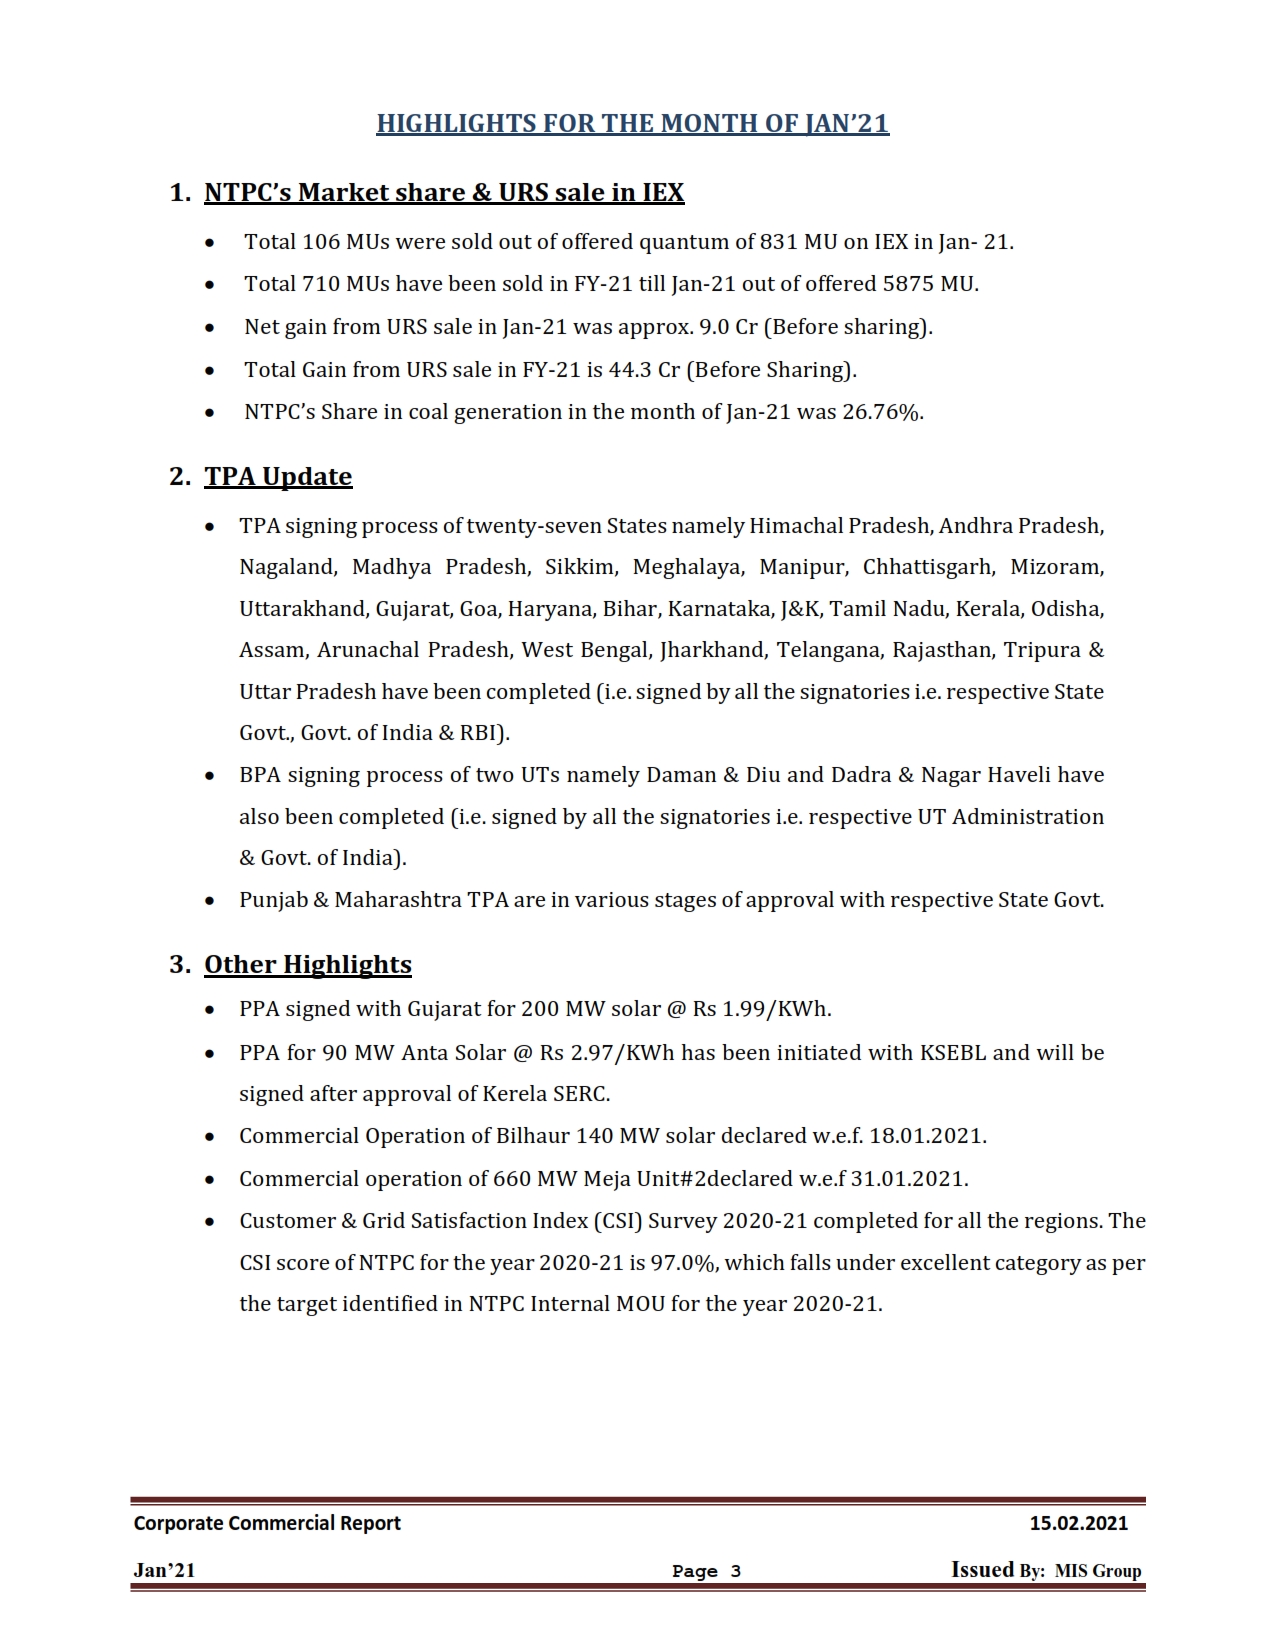 HIGHLIGHTS FOR THE MONTH OF JAN’21
1. NTPC’s Market share & URS sale in IEX
• Total 106 MUs were sold out of offered quantum of 831 MU on IEX in Jan- 21.
• Total 710 MUs have been sold in FY-21 till Jan-21 out of offered 5875 MU.
• Net gain from URS sale in Jan-21 was approx. 9.0 Cr (Before sharing).
• Total Gain from URS sale in FY-21 is 44.3 Cr (Before Sharing).
• NTPC’s Share in coal generation in the month of Jan-21 was 26.76%.
2. TPA Update
• TPA signing process of twenty-seven States namely Himachal Pradesh, Andhra Pradesh,
Nagaland, Madhya Pradesh, Sikkim, Meghalaya, Manipur, Chhattisgarh, Mizoram,
Uttarakhand, Gujarat, Goa, Haryana, Bihar, Karnataka, J&K, Tamil Nadu, Kerala, Odisha,
Assam, Arunachal Pradesh, West Bengal, Jharkhand, Telangana, Rajasthan, Tripura &
Uttar Pradesh have been completed (i.e. signed by all the signatories i.e. respective State
Govt., Govt. of India & RBI).
• BPA signing process of two UTs namely Daman & Diu and Dadra & Nagar Haveli have
also been completed (i.e. signed by all the signatories i.e. respective UT Administration
& Govt. of India).
• Punjab & Maharashtra TPA are in various stages of approval with respective State Govt.
3. Other Highlights
• PPA signed with Gujarat for 200 MW solar @ Rs 1.99/KWh.
• PPA for 90 MW Anta Solar @ Rs 2.97/KWh has been initiated with KSEBL and will be
signed after approval of Kerela SERC.
• Commercial Operation of Bilhaur 140 MW solar declared w.e.f. 18.01.2021.
• Commercial operation of 660 MW Meja Unit#2declared w.e.f 31.01.2021.
• Customer & Grid Satisfaction Index (CSI) Survey 2020-21 completed for all the regions. The
CSI score of NTPC for the year 2020-21 is 97.0%, which falls under excellent category as per
the target identified in NTPC Internal MOU for the year 2020-21.
Corporate Commercial Report 15.02.2021
Jan’21 Page 3 Issued By: MIS Group